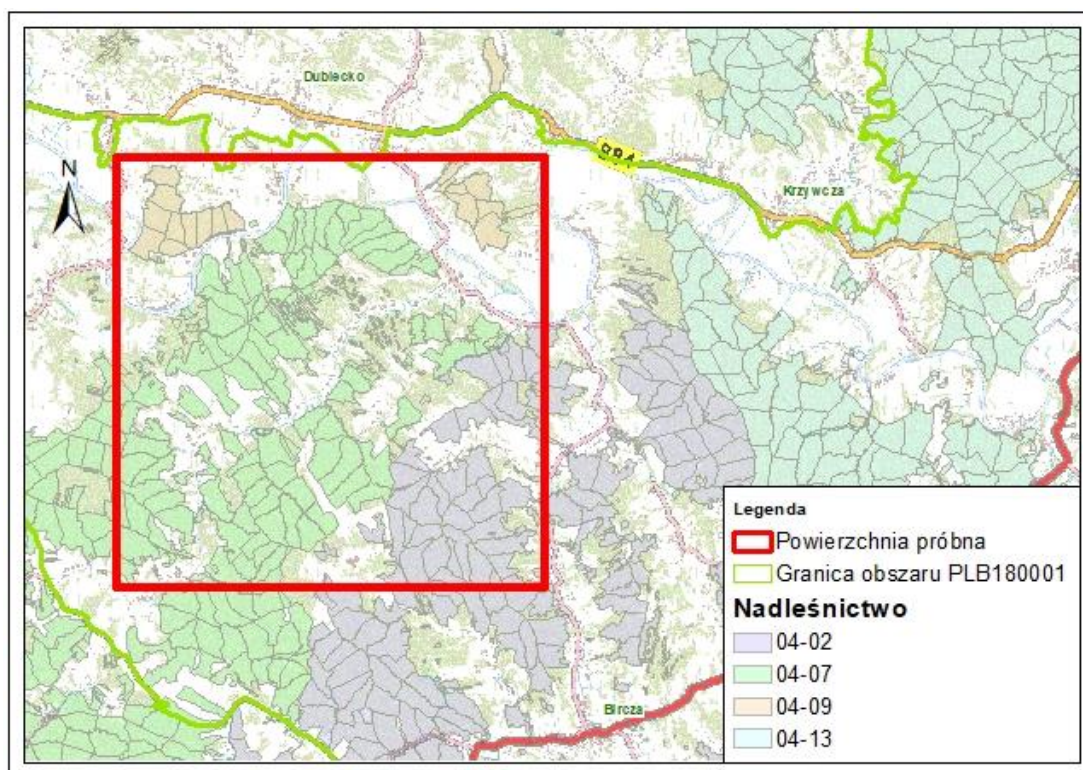 Dubiecko
884
Krzywcza
N
Legenda
Powierzchnia próbna
Granica obszaru PLB180001
Nadleśnictwo
04-02
04-07
04-09
04-13
Bircza